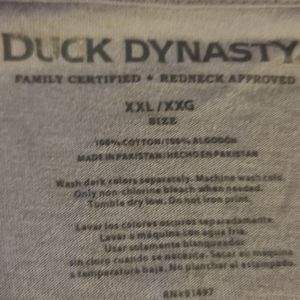 DUCK DYNASTY
FAMILY CERTIFIED • REDNECK APPROVED
XXL/XXG
SIZE
100% COTTON/100% ALGODÓN
MADE IN PAKISTAN/HECHO EN PAKISTAN
Wash dark colors separately. Machine wash cold.
Only non-chlorine bleach when needed.
Tumble dry low. Do not iron print.
Lavar los colores oscuros separadamente.
Lavar a máquina con agua fría.
Usar solamente blanqueador
sin cloro cuando se necesite. Secar en maquina
a temperatura baja. No planchar el estampado.
RN#91497